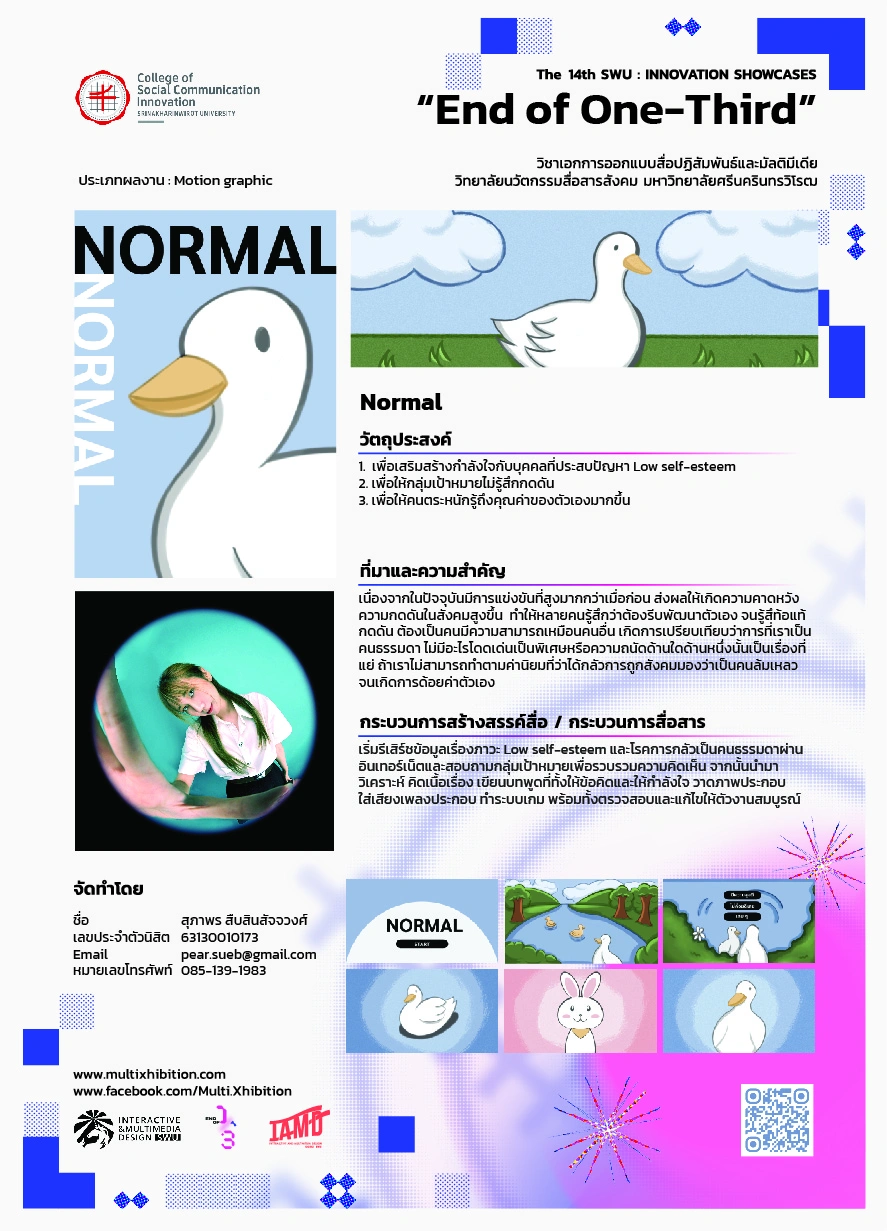 College of
Social Communication
Innovation
SRINAKHARINWIROT UNIVERSITY
The 14th SWU : INNOVATION SHOWCASES
“End of One-Third”
วิชาเอกการออกแบบสื่อปฏิสัมพันธ์และมัลติมีเดีย
วิทยาลัยนวัตกรรมสื่อสารสังคม มหาวิทยาลัยศรีนครินทรวิโรฒ
ประเภทผลงาน : Motion graphic
NORMAL
NORMAL
Normal
วัตถุประสงค์
1. เพื่อเสริมสร้างกำลังใจกับบุคคลที่ประสบปัญหา Low self-esteem
2. เพื่อให้กลุ่มเป้าหมายไม่รู้สึกกดดัน
3. เพื่อให้คนตระหนักรู้ถึงคุณค่าของตัวเองมากขึ้น
ที่มาและความสำคัญ
เนื่องจากในปัจจุบันมีการแข่งขันที่สูงมากกว่าเมื่อก่อน ส่งผลให้เกิดความคาดหวัง
ความกดดันในสังคมสูงขึ้น ทำให้หลายคนรู้สึกว่าต้องรีบพัฒนาตัวเอง จนรู้สึกท้อแท้
กดดัน ต้องเป็นคนมีความสามารถเหมือนคนอื่น เกิดการเปรียบเทียบว่าการที่เราเป็น
คนธรรมดา ไม่มีอะไรโดดเด่นเป็นพิเศษหรือความถนัดด้านใดด้านหนึ่งนั้นเป็นเรื่องที่
แย่ ถ้าเราไม่สามารถทำตามค่านิยมที่ว่าได้กลัวการถูกสังคมมองว่าเป็นคนล้มเหลว
จนเกิดการด้อยค่าตัวเอง
กระบวนการสร้างสรรค์สื่อ / กระบวนการสื่อสาร
เริ่มรีเสิร์ชข้อมูลเรื่องภาวะ Low self-esteem และโรคการกลัวเป็นคนธรรมดาผ่าน
อินเทอร์เน็ตและสอบถามกลุ่มเป้าหมายเพื่อรวบรวมความคิดเห็น จากนั้นนำมา
วิเคราะห์ คิดเนื้อเรื่อง เขียนบทพูดที่ทั้งให้ข้อคิดและให้กำลังใจ วาดภาพประกอบ
ใส่เสียงเพลงประกอบ ทำระบบเกม พร้อมทั้งตรวจสอบและแก้ไขให้ตัวงานสมบูรณ์
จัดทำโดย
ชื่อ สุภาพร สืบสินสัจจวงศ์
เลขประจำตัวนิสิต 63130010173
Email pear.sueb@gmail.com
หมายเลขโทรศัพท์ 085-139-1983
NORMAL
START
www.multixhibition.com
www.facebook.com/Multi.Xhibition
INTERACTIVE
&MULTIMEDIA
DESIGN SWU
END
OF
1
3
IAMD